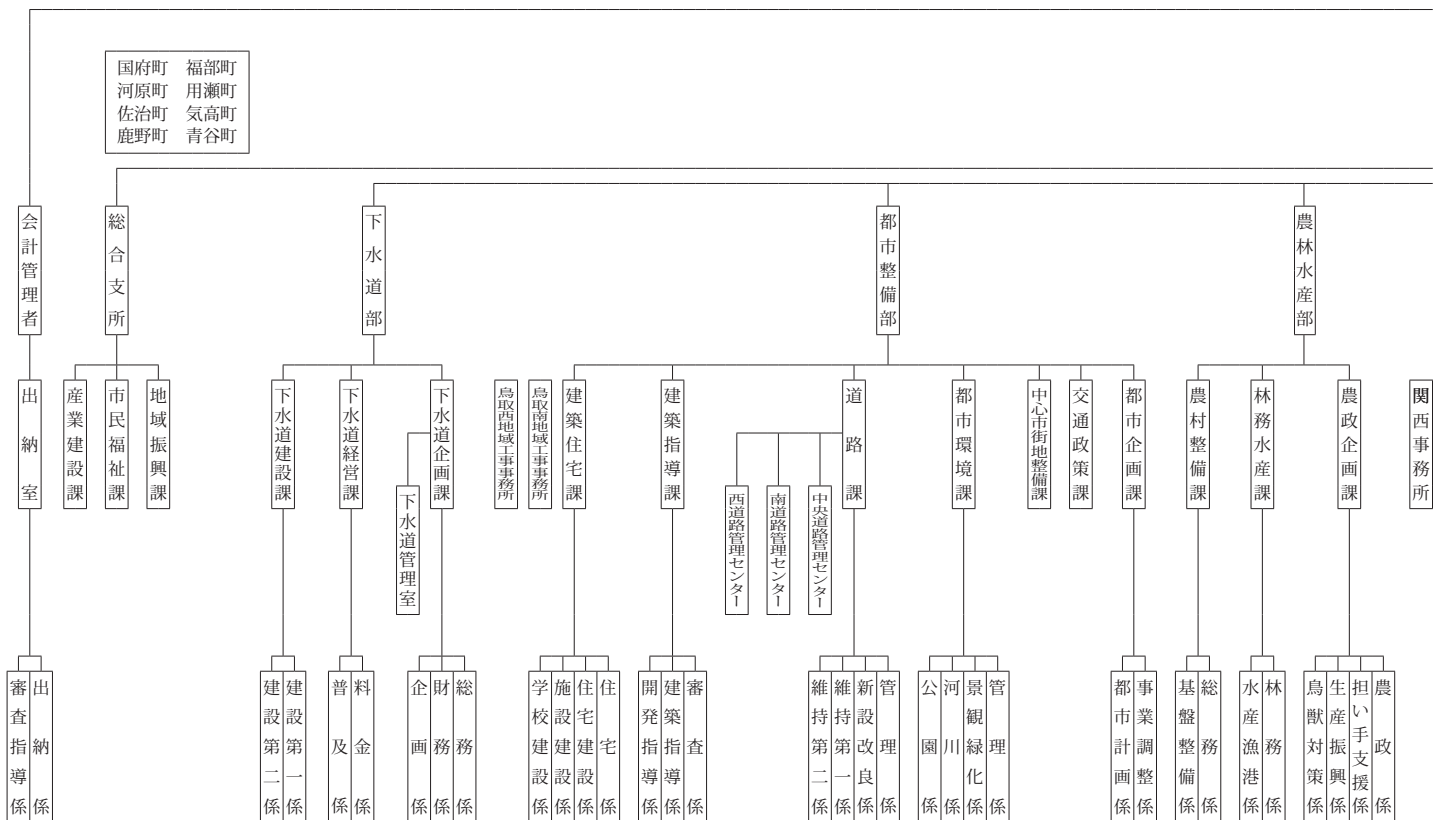 国府町　福部町
河原町　用瀬町
佐治町　気高町
鹿野町　青谷町
農林水産部
都市整備部
下水道部
総合支所
会計管理者
関西事務所
農政企画課
林務水産課
農村整備課
都市企画課
交通政策課
中心市街地整備課
都市環境課
道路課
建築指導課
建築住宅課
鳥取南地域工事事務所
鳥取西地域工事事務所
下水道企画課
下水道経営課
下水道建設課
地域振興課
市民福祉課
産業建設課
出納室
中央道路管理センター
南道路管理センター
西道路管理センター
下水道管理室
農政係
担い手支援係
生産振興係
鳥獣対策係
林務係
水産漁港係
総務係
基盤整備係
事業調整係
都市計画係
管理係
景観緑化係
河川係
公園係
管理係
新設改良係
維持第一係
維持第二係
審査係
建築指導係
開発指導係
住宅係
住宅建設係
施設建設係
学校建設係
総務係
財務係
企画係
料金係
普及係
建設第一係
建設第二係
出納係
審査指導係